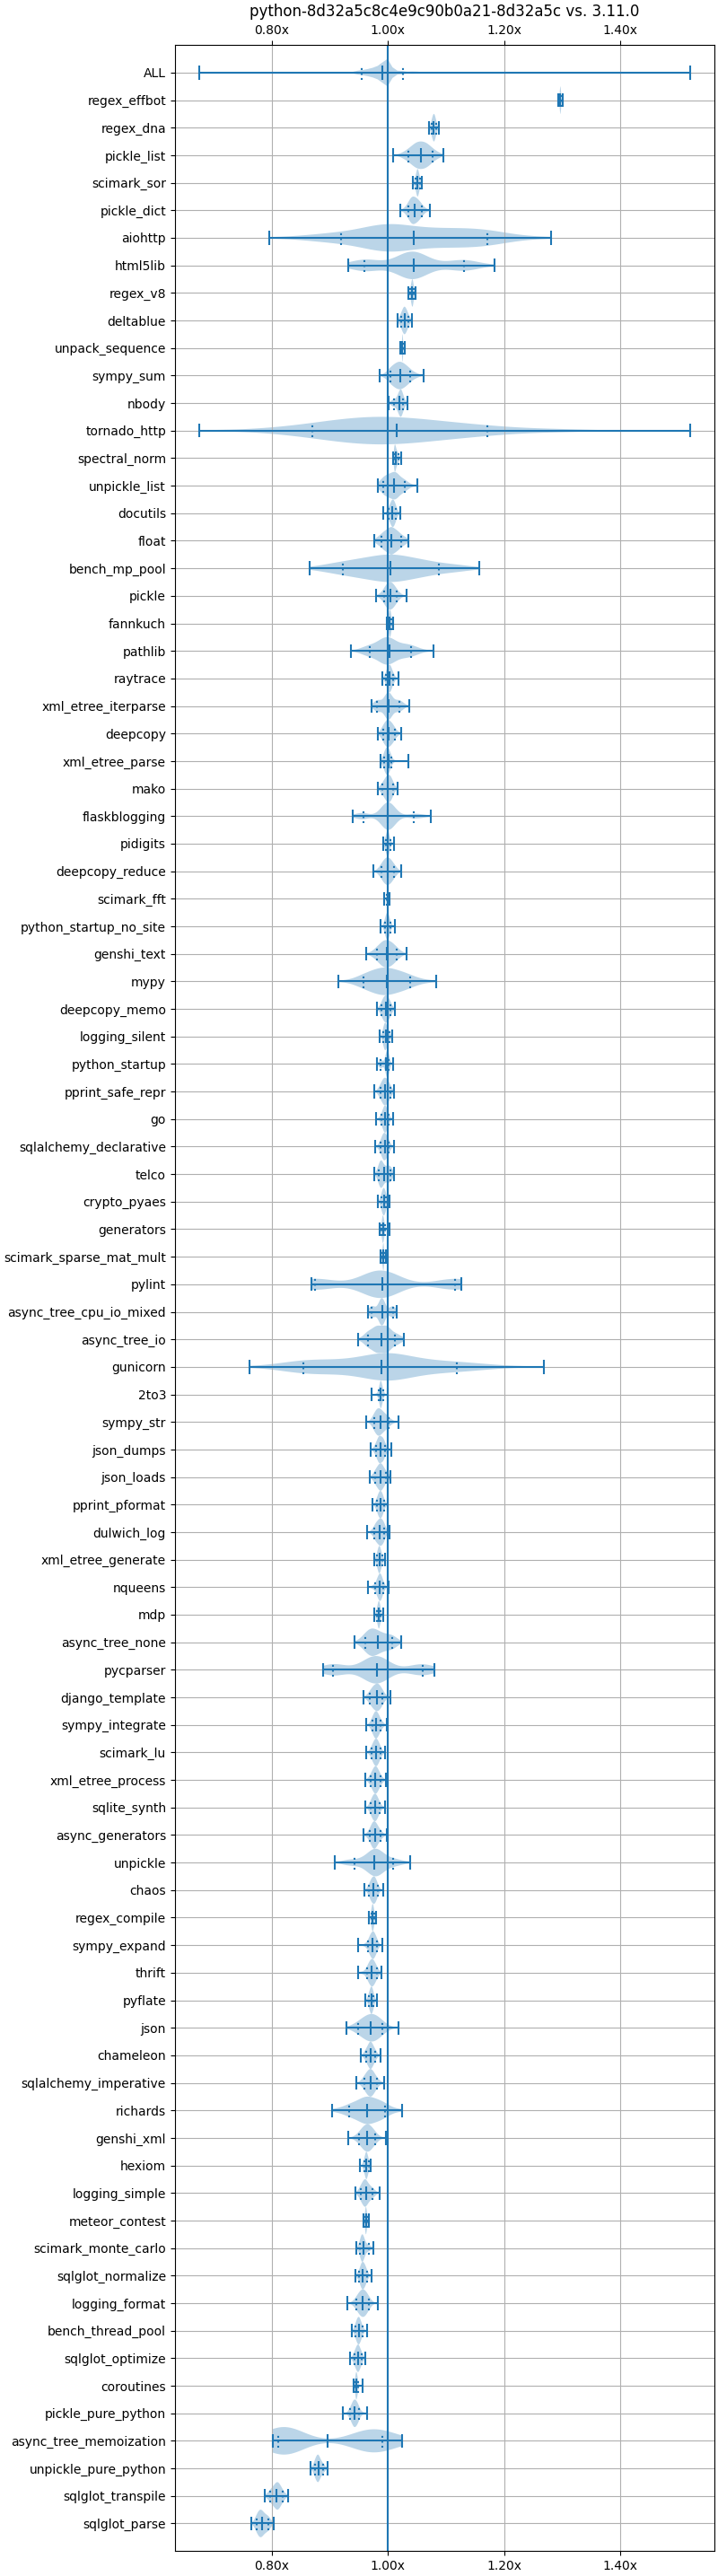 python-8d32a5c8c4e9c90b0a21-8d32a5c vs. 3.11.0
0.80x 1.00x 1.20x 1.40x
ALL
regex_effbot
regex_dna
pickle_list
scimark_sor
pickle_dict
aiohttp
html5lib
regex_v8
deltablue
unpack_sequence
sympy_sum
nbody
tornado_http
spectral_norm
unpickle_list
docutils
float
bench_mp_pool
pickle
fannkuch
pathlib
raytrace
xml_etree_iterparse
deepcopy
xml_etree_parse
mako
flaskblogging
pidigits
deepcopy_reduce
scimark_fft
python_startup_no_site
genshi_text
mypy
deepcopy_memo
logging_silent
python_startup
pprint_safe_repr
go
sqlalchemy_declarative
telco
crypto_pyaes
generators
scimark_sparse_mat_mult
pylint
async_tree_cpu_io_mixed
async_tree_io
gunicorn
2to3
sympy_str
json_dumps
json_loads
pprint_pformat
dulwich_log
xml_etree_generate
nqueens
mdp
async_tree_none
pycparser
django_template
sympy_integrate
scimark_lu
xml_etree_process
sqlite_synth
async_generators
unpickle
chaos
regex_compile
sympy_expand
thrift
pyflate
json
chameleon
sqlalchemy_imperative
richards
genshi_xml
hexiom
logging_simple
meteor_contest
scimark_monte_carlo
sqlglot_normalize
logging_format
bench_thread_pool
sqlglot_optimize
coroutines
pickle_pure_python
async_tree_memoization
unpickle_pure_python
sqlglot_transpile
sqlglot_parse
0.80x 1.00x 1.20x 1.40x